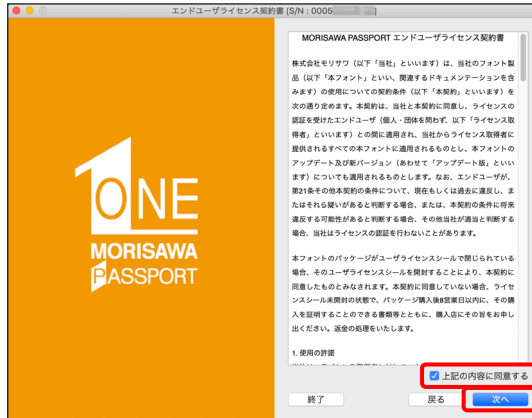 エンドユーザライセンス契約書 [S/N : 0005 ]
ONE
MORISAWA
PASSPORT
MORISAWA PASSPORT エンドユーザライセンス契約書
株式会社モリサワ（以下「当社」といいます）は、当社のフォント製
品（以下「本フォント」といい、関連するドキュメンテーションを含
みます）の使用についての契約条件（以下「本契約」といいます）を
次の通り定めます。本契約は、当社と本契約に同意し、ライセンスの
認証を受けたエンドユーザ（個人・団体を問わず、以下「ライセンス取
得者」といいます）との間に適用され、当社からライセンス取得者に
提供されるすべての本フォントに適用されるものとし、本フォントの
アップデート及び新バージョン（あわせて「アップデート版」といい
ます）についても適用されるものとします。なお、エンドユーザが、
第21条その他本契約の条件について、現在もしくは過去に違反し、ま
たはそれら疑いがあると判断する場合、または、本契約の条件に将来
違反する可能性があると判断する場合、その他当社が適当と判断する
場合、当社はライセンスの認証を行わないことがあります。
本フォントのパッケージがユーザライセンスシールで閉じられている
場合、そのユーザライセンスシールを開封することにより、本契約に
同意したものとみなされます。本契約に同意していない場合、ライセ
ンスシール未開封の状態で、パッケージ購入後8営業日以内に、その購
入を証明することのできる書類等とともに、購入店にその旨をお申し
出ください。返金の処理をいたします。
1. 使用の許諾
上記の内容に同意する
終了
戻る
次へ